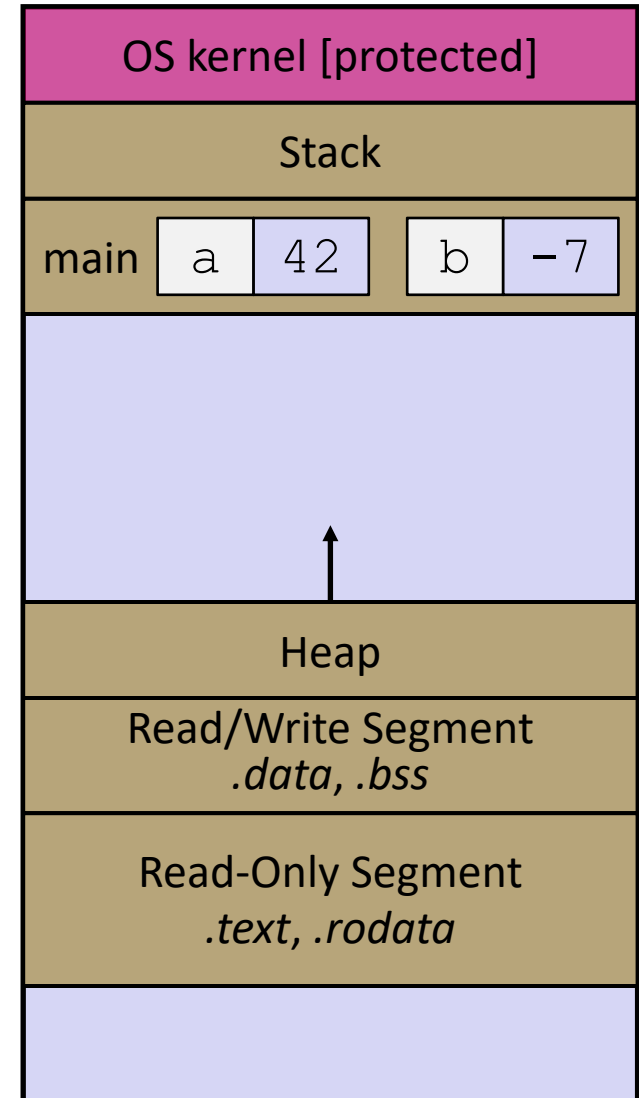 OS kernel [protected]
Stack
main a 42 b -7
Heap
Read/Write Segment
.data, .bss
Read-Only Segment
.text, .rodata